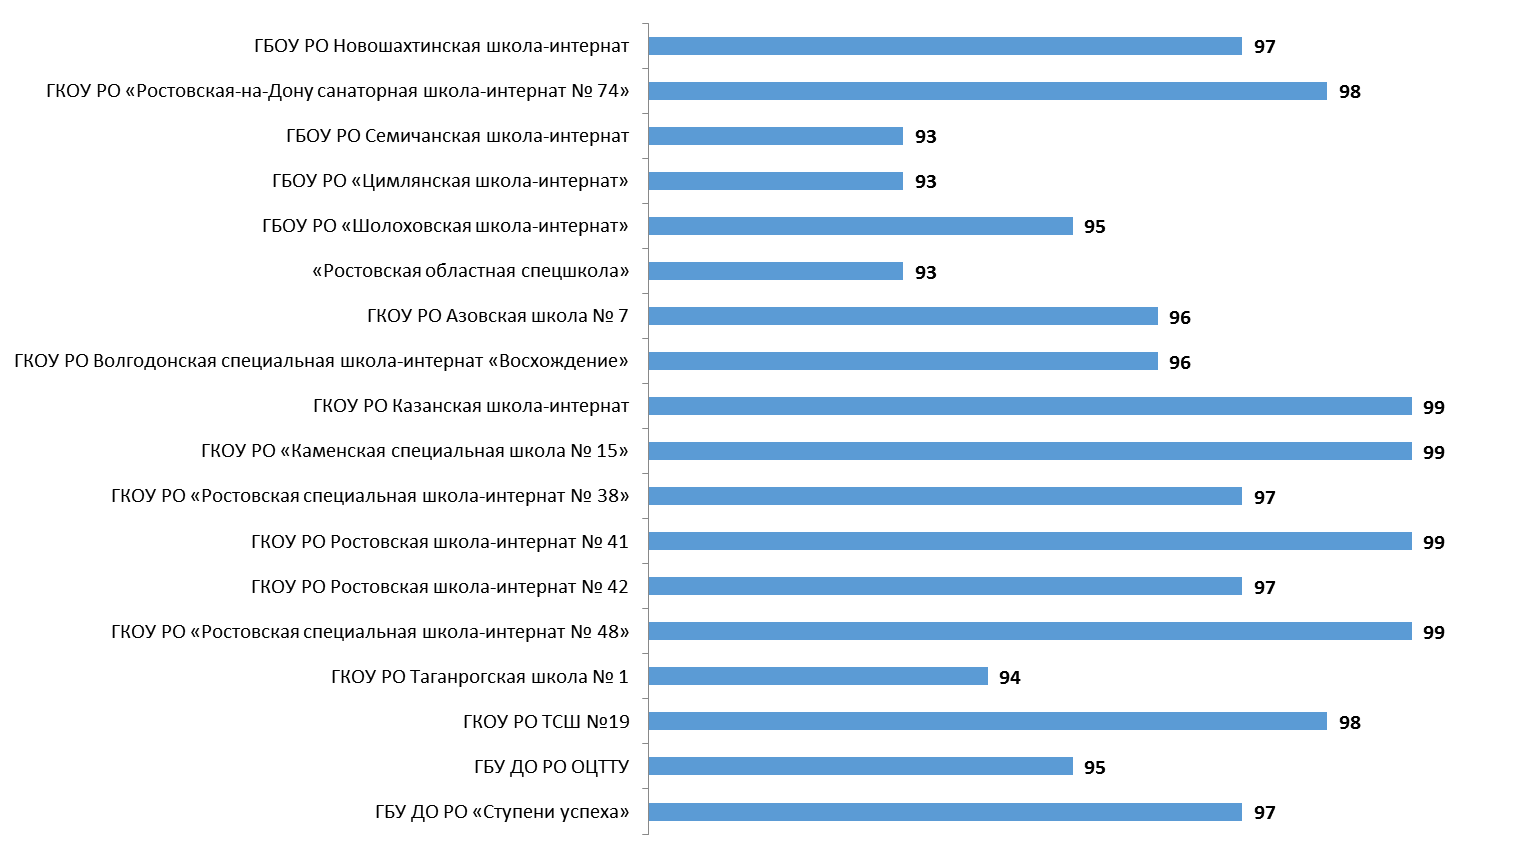 ГБОУ РО Новошахтинская школа-интернат 97
ГКОУ РО «Ростовская-на-Дону санаторная школа-интернат № 74» 98
ГБОУ РО Семичанская школа-интернат 93
ГБОУ РО «Цимлянская школа-интернат» 93
ГБОУ РО «Шолоховская школа-интернат» 95
«Ростовская областная спецшкола» 93
ГКОУ РО Азовская школа № 7 96
ГКОУ РО Волгодонская специальная школа-интернат «Восхождение» 96
ГКОУ РО Казанская школа-интернат 99
ГКОУ РО «Каменская специальная школа № 15» 99
ГКОУ РО «Ростовская специальная школа-интернат № 38» 97
ГКОУ РО Ростовская школа-интернат № 41 99
ГКОУ РО Ростовская школа-интернат № 42 97
ГКОУ РО «Ростовская специальная школа-интернат № 48» 99
ГКОУ РО Таганрогская школа № 1 94
ГКОУ РО ТСШ №19 98
ГБУ ДО РО ОЦТТУ 95
ГБУ ДО РО «Ступени успеха» 97